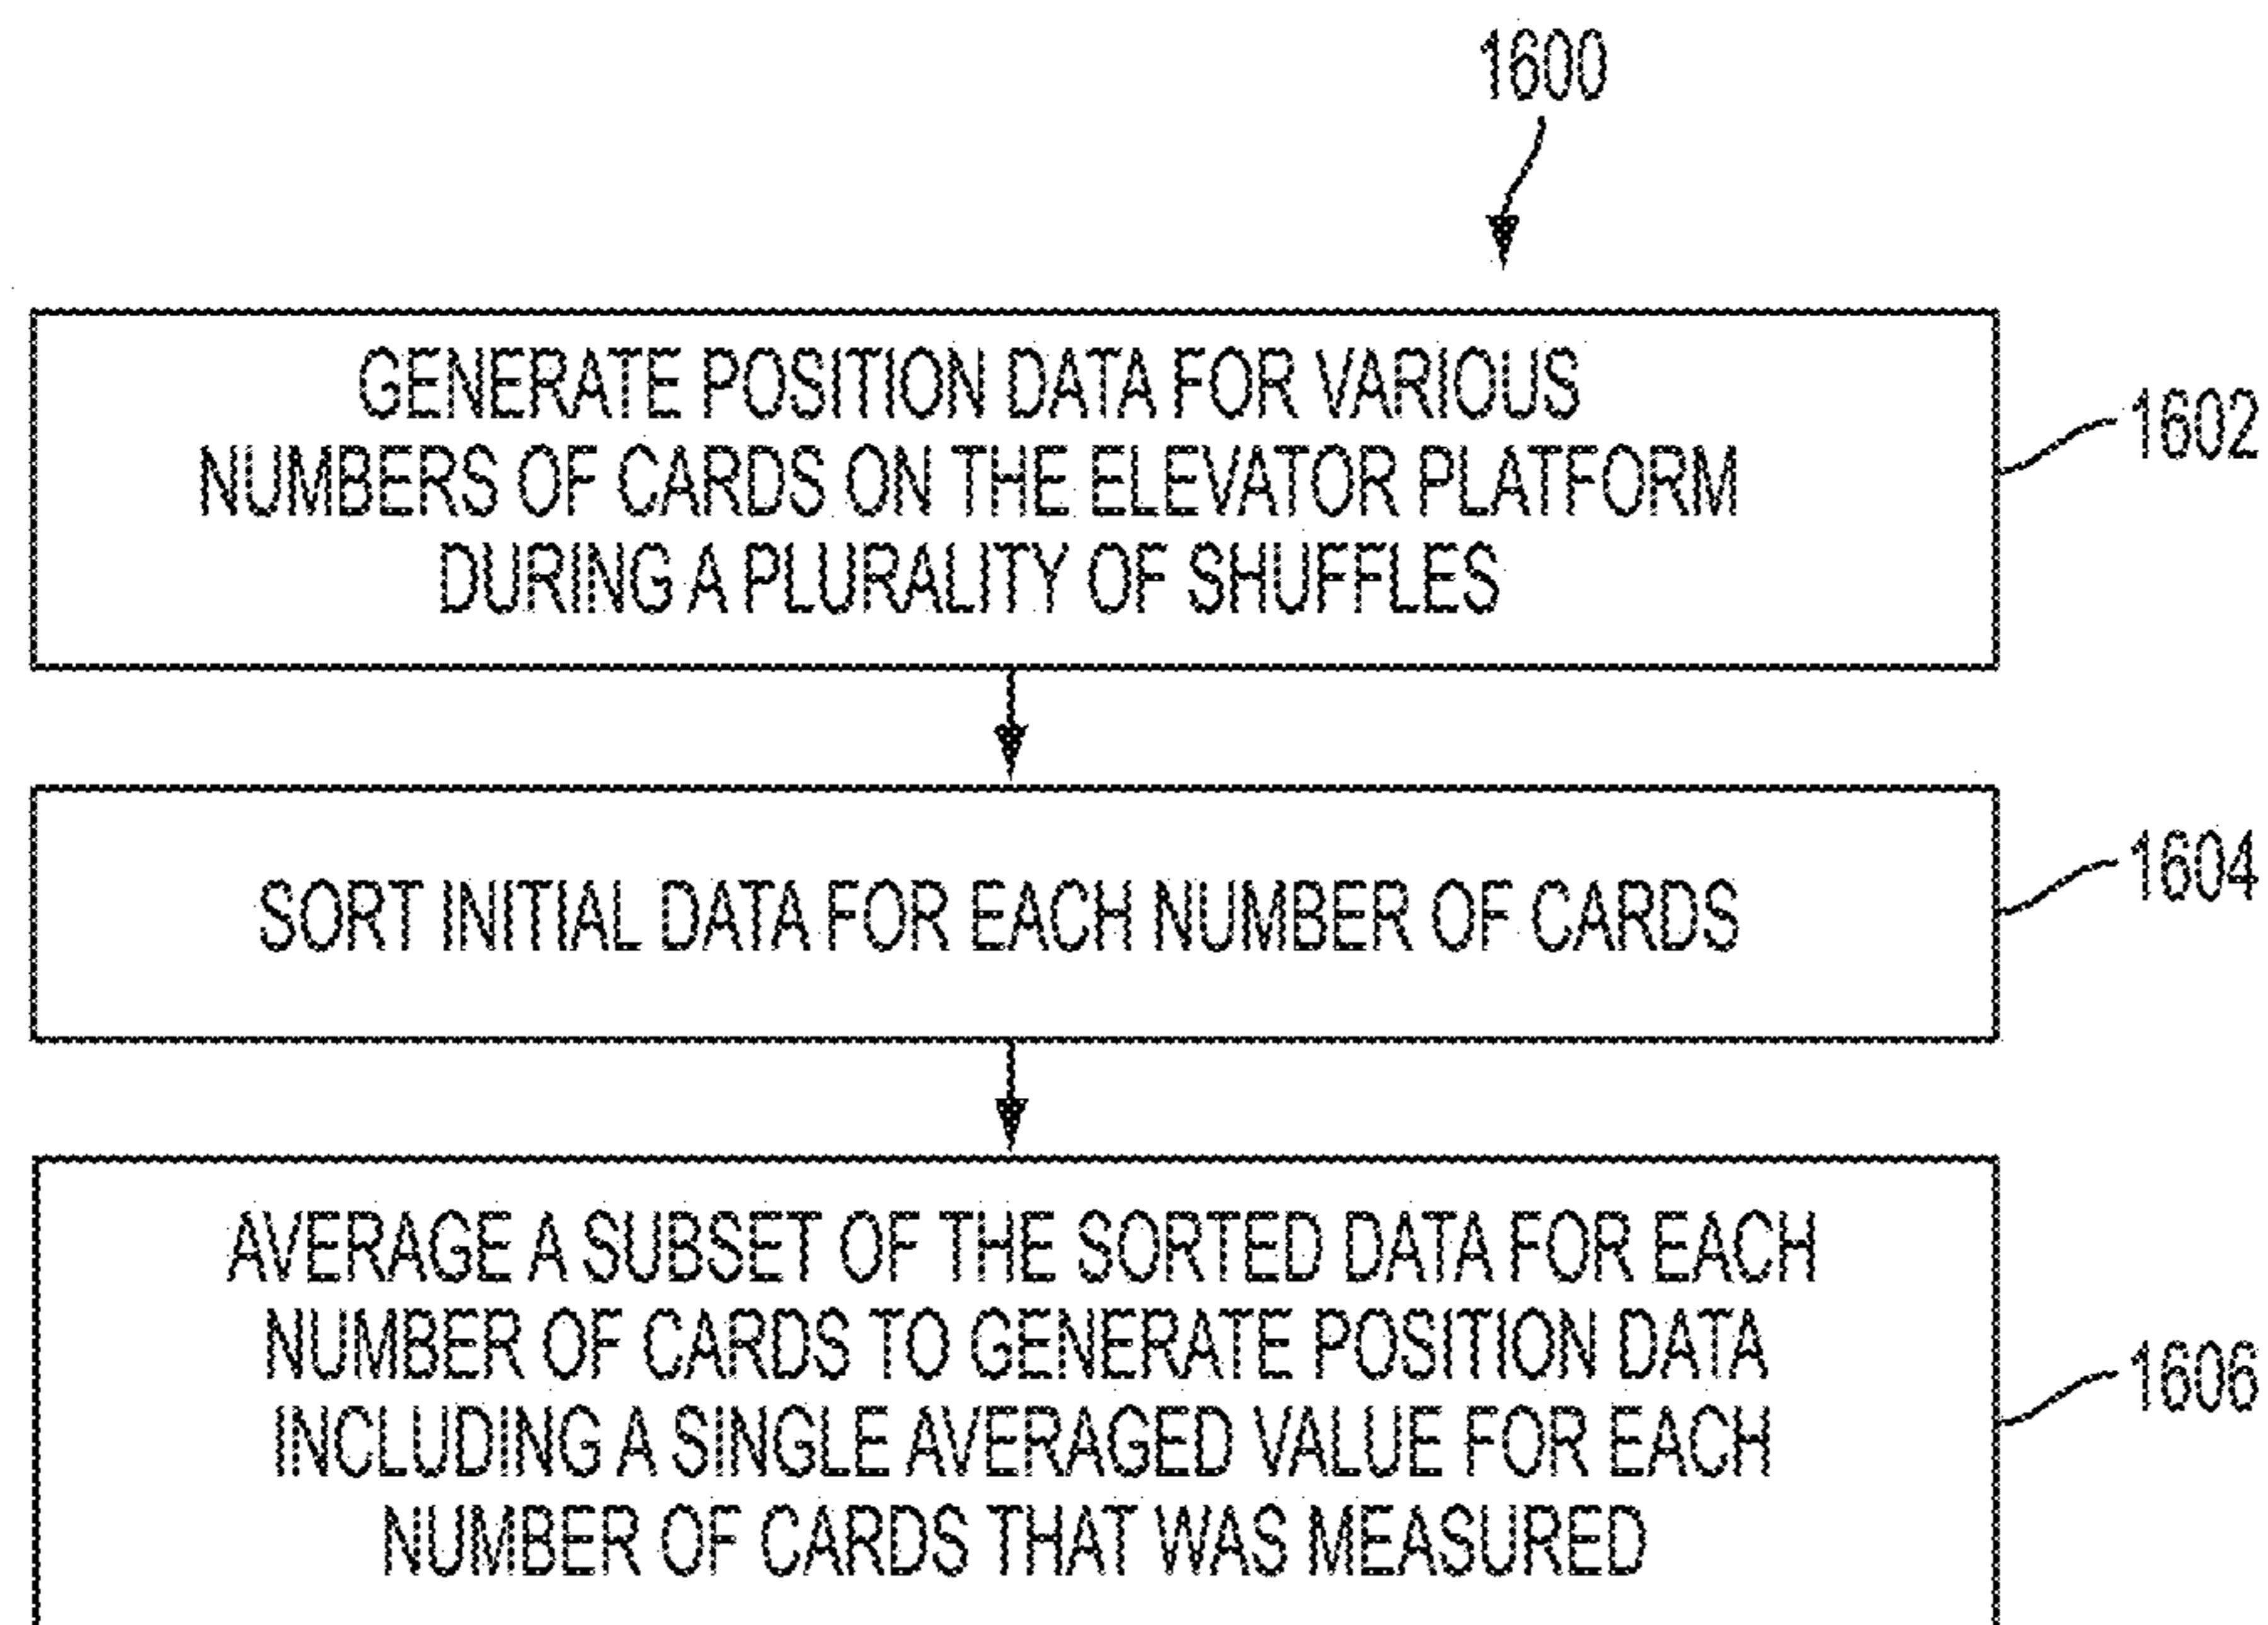 1600
GENERATE POSITION DATA FOR VARIOUS
NUMBERS OF CARDS ON THE ELEVATOR PLATFORM
DURING A PLURALITY OF SHUFFLES
1602
SORT INITIAL DATA FOR EACH NUMBER OF CARDS
1604
AVERAGE A SUBSET OF THE SORTED DATA FOR EACH
NUMBER OF CARDS TO GENERATE POSITION DATA
INCLUDING A SINGLE AVERAGED VALUE FOR EACH
NUMBER OF CARDS THAT WAS MEASURED
1606